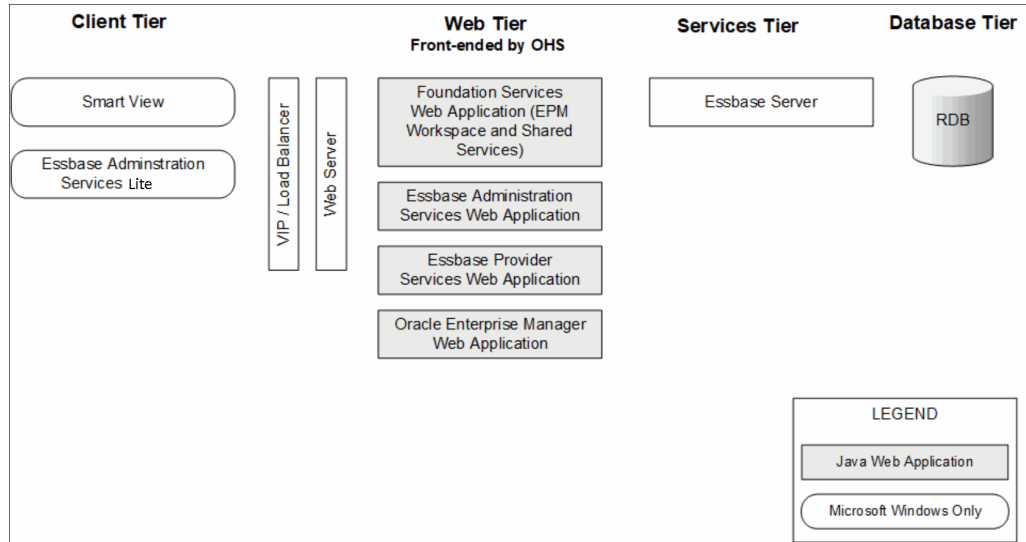 Client Tier
Web Tier
Front-ended by OHS
Services Tier
Database Tier
Smart View
Essbase Adminstration
Services Lite
VIP / Load Balancer
Web Server
Foundation Services
Web Application (EPM
Workspace and Shared
Services)
Essbase Administration
Services Web Application
Essbase Provider
Services Web Application
Oracle Enterprise Manager
Web Application
Essbase Server
RDB
LEGEND
Java Web Application
Microsoft Windows Only